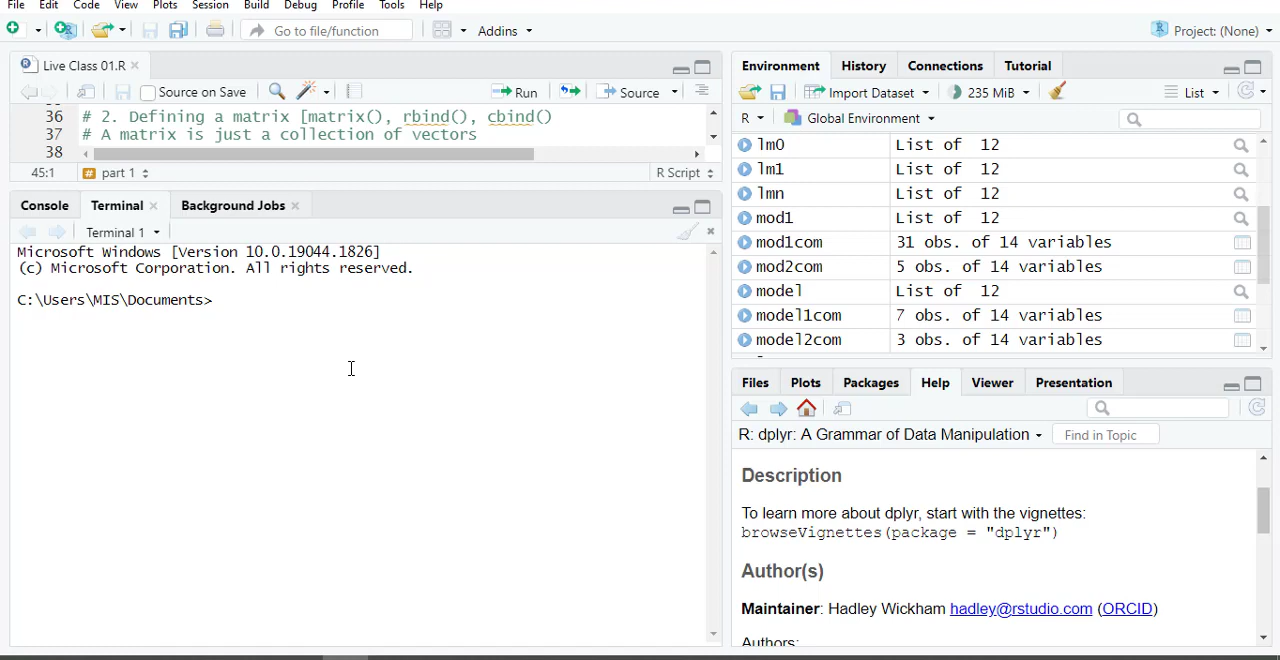 File Edit Code View Plots Session Build Debug Profile Tools Help
Go to file/function Addins Project: (None)
Live Class 01.R
Source on Save Run Source
36 # 2. Defining a matrix [matrix(), rbind(), cbind()
37 # A matrix is just a collection of vectors
38
45:1 # part 1 R Script
Console Terminal Background Jobs
Terminal 1
Microsoft Windows [Version 10.0.19044.1826]
(c) Microsoft Corporation. All rights reserved.
C:\Users\MIS\Documents>
Environment History Connections Tutorial
Import Dataset 235 MiB List
R Global Environment
lm0 List of 12
lm1 List of 12
lmn List of 12
mod1 List of 12
mod1com 31 obs. of 14 variables
mod2com 5 obs. of 14 variables
model List of 12
model1com 7 obs. of 14 variables
model2com 3 obs. of 14 variables
Files Plots Packages Help Viewer Presentation
R: dplyr: A Grammar of Data Manipulation Find in Topic
Description
To learn more about dplyr, start with the vignettes:
browseVignettes(package = "dplyr")
Author(s)
Maintainer: Hadley Wickham hadley@rstudio.com (ORCID)
Authors: